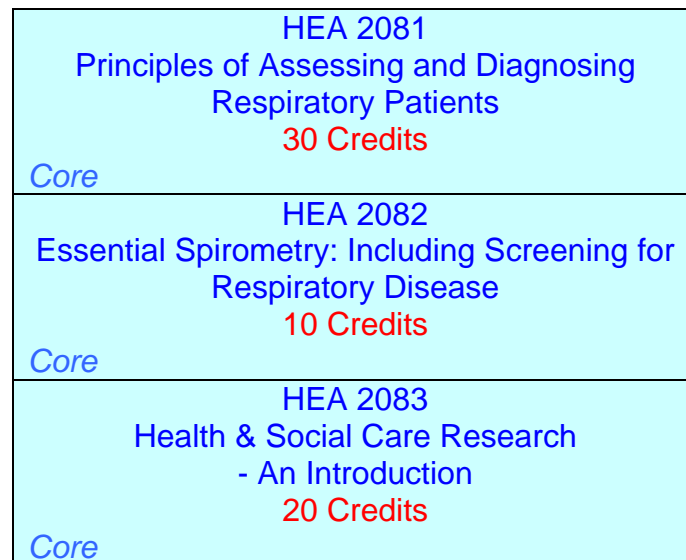 HEA 2081
Principles of Assessing and Diagnosing
Respiratory Patients
30 Credits
Core
HEA 2082
Essential Spirometry: Including Screening for
Respiratory Disease
10 Credits
Core
HEA 2083
Health & Social Care Research
- An Introduction
20 Credits
Core